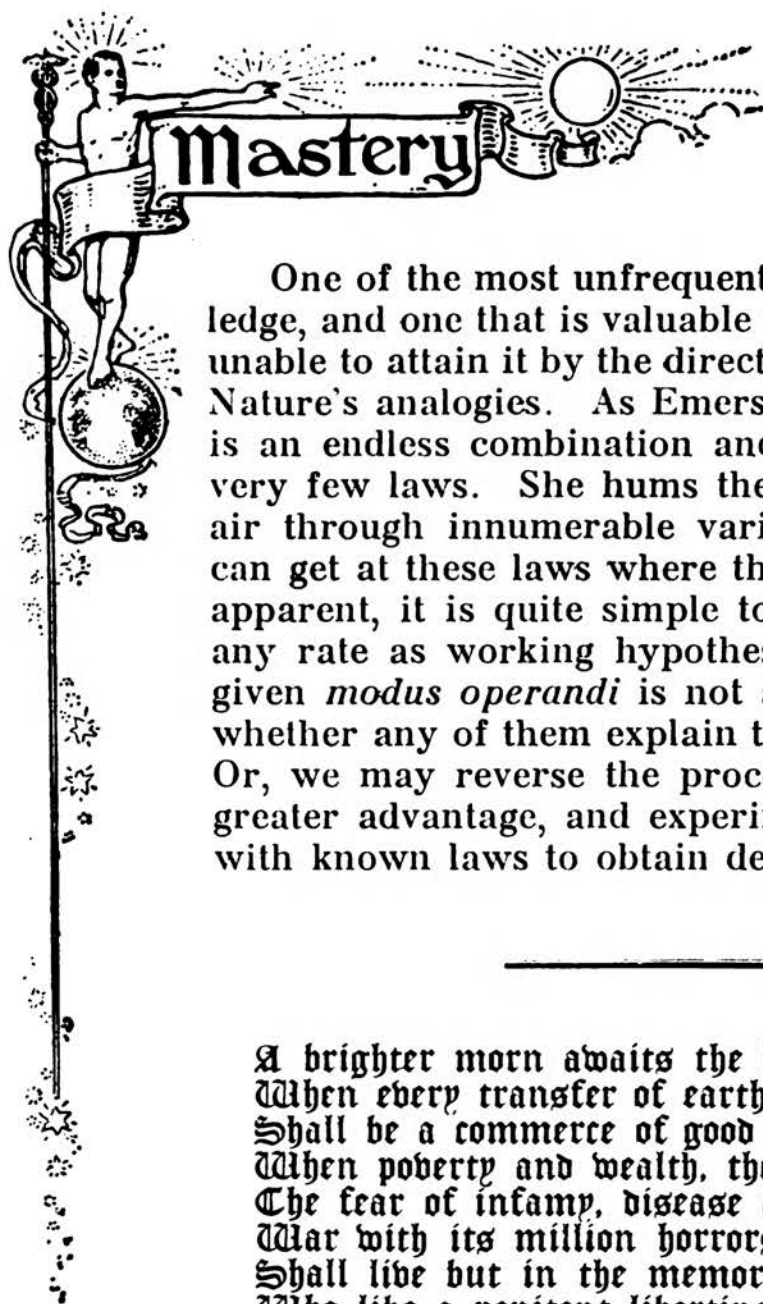 Mastery
One of the most unfrequent
ledge, and one that is valuable
unable to attain it by the direct
Nature's analogies. As Emers
is an endless combination and
very few laws. She hums the
air through innumerable vari
can get at these laws where th
apparent, it is quite simple to
any rate as working hypothes
given modus operandi is not
whether any of them explain t
Or, we may reverse the proc
greater advantage, and experi
with known laws to obtain de
A brighter morn awaits the
When every transfer of earth
Shall be a commerce of good
When poverty and wealth, th
The fear of infamy, disease
War with its million horrors
Shall live but in the memor
Who like a penitent libertine